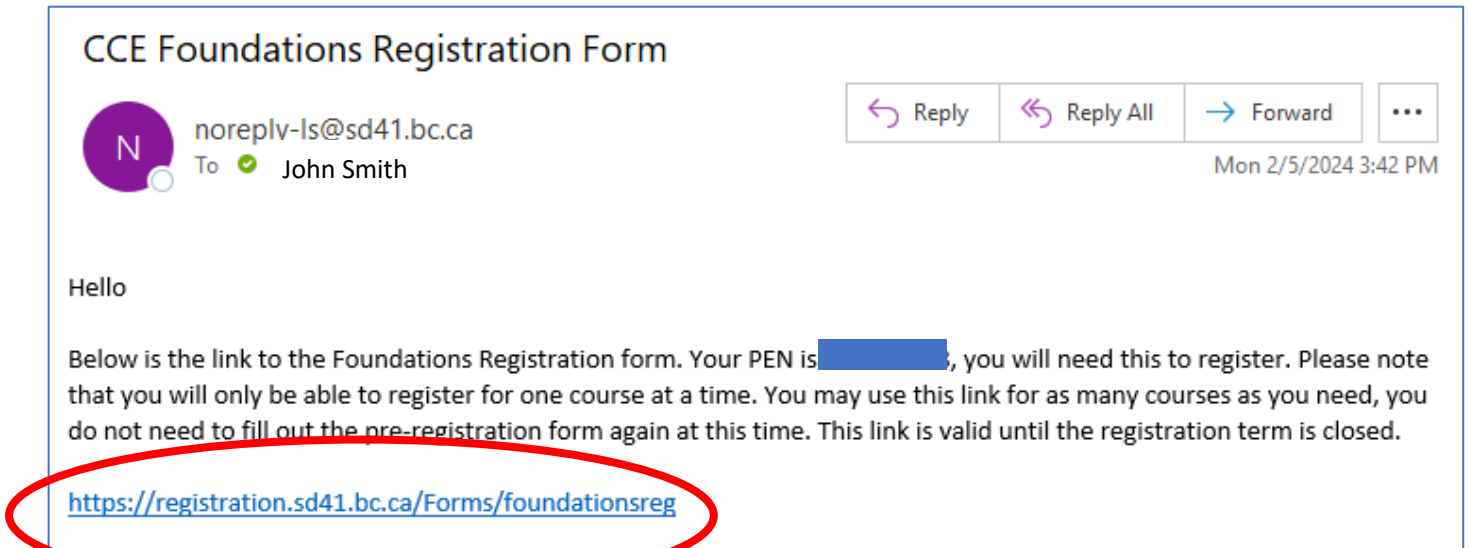 CCE Foundations Registration Form
N
noreply-ls@sd41.bc.ca
To John Smith
Reply Reply All Forward ...
Mon 2/5/2024 3:42 PM
Hello
Below is the link to the Foundations Registration form. Your PEN is , you will need this to register. Please note
that you will only be able to register for one course at a time. You may use this link for as many courses as you need, you
do not need to fill out the pre-registration form again at this time. This link is valid until the registration term is closed.
https://registration.sd41.bc.ca/Forms/foundationsreg